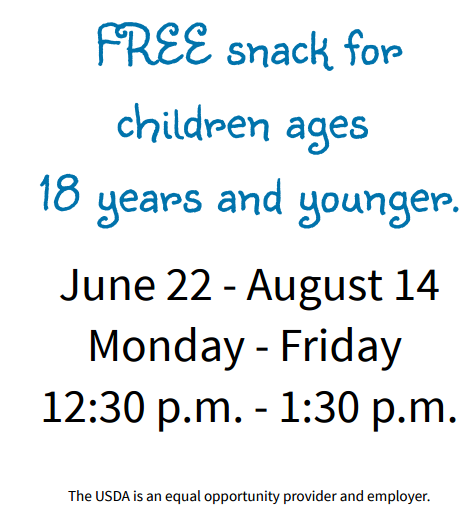 FREE snack for
children ages
18 years and younger.
June 22 - August 14
Monday - Friday
12:30 p.m. - 1:30 p.m.
The USDA is an equal opportunity provider and employer.